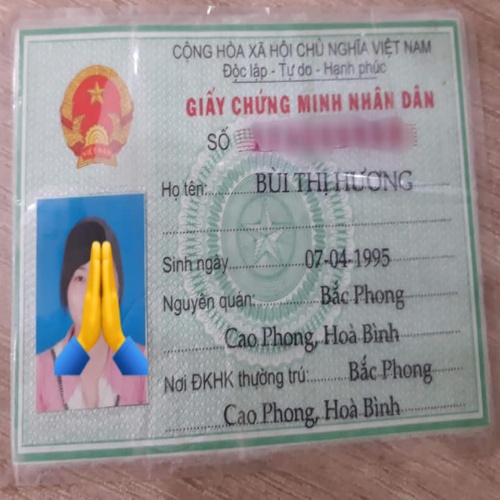 CỘNG HÒA XÃ HỘI CHỦ NGHĨA VIỆT NAM
Độc lập - Tự do - Hạnh phúc
GIẤY CHỨNG MINH NHÂN DÂN
SỐ
Họ tên: BÙI THỊ HƯƠNG
Sinh ngày 07-04-1995
Nguyên quán: Bắc Phong
Cao Phong, Hoà Bình
Nơi ĐKHK thường trú: Bắc Phong
Cao Phong, Hoà Bình